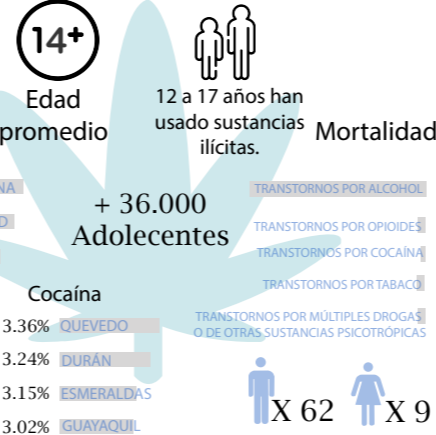 14+
Edad
promedio
12 a 17 años han
usado sustancias
ilícitas.
Mortalidad
NA
D
+ 36.000
Adolecentes
TRANSTORNOS POR ALCOHOL
TRANSTORNOS POR OPIOIDES
TRANSTORNOS POR COCAÍNA
TRANSTORNOS POR TABACO
TRANSTORNOS POR MÚLTIPLES DROGAS
O DE OTRAS SUSTANCIAS PSICOTRÓPICAS
Cocaína
3.36% QUEVEDO
3.24% DURÁN
3.15% ESMERALDAS
3.02% GUAYAQUIL
X 62
X 9